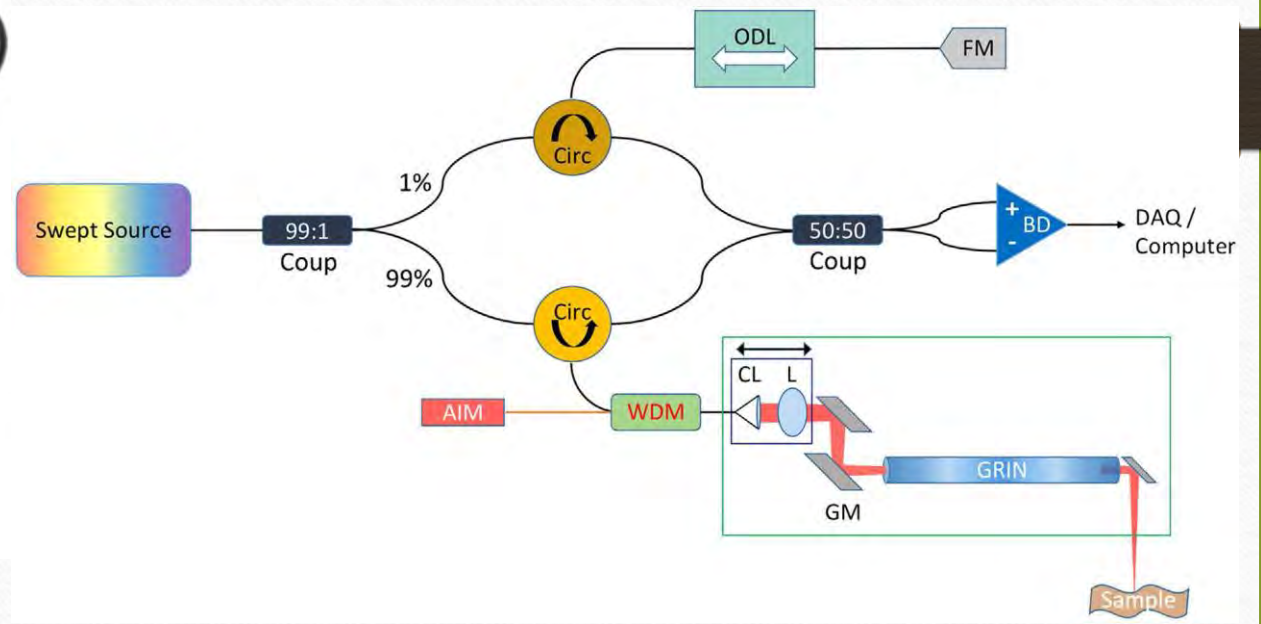 ODL
FM
Circ
1%
Swept Source
99:1
Coup
50:50
Coup
+
-
BD
DAQ /
Computer
99%
Circ
CL
L
AIM
WDM
GRIN
GM
Sample